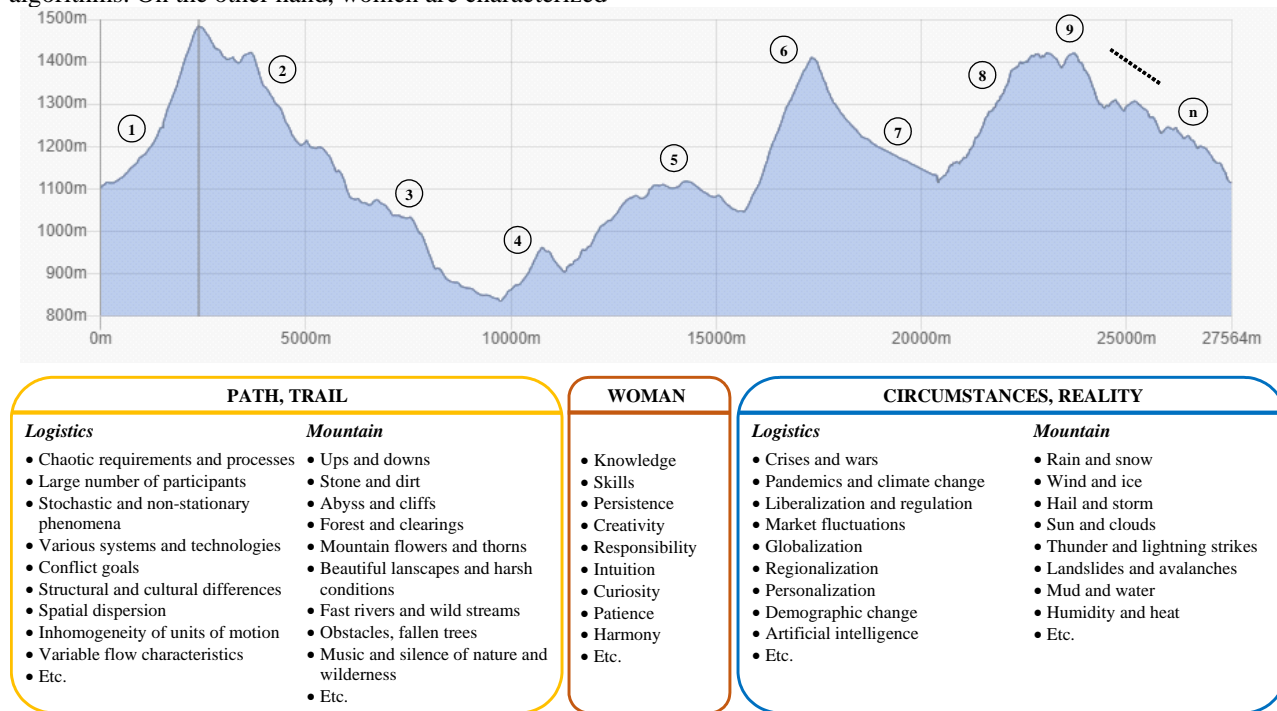 algorithms. On the other hand, women are characterized
1500m
1400m
1300m
1200m
1100m
1000m
900m
800m
1
2
3
4
5
6
7
8
9
n
0m
5000m
10000m
15000m
20000m
25000m
27564m
PATH, TRAIL
Logistics
• Chaotic requirements and processes
• Large number of participants
• Stochastic and non-stationary
phenomena
• Various systems and technologies
• Conflict goals
• Structural and cultural differences
• Spatial dispersion
• Inhomogeneity of units of motion
• Variable flow characteristics
• Etc.
Mountain
• Ups and downs
• Stone and dirt
• Abyss and cliffs
• Forest and clearings
• Mountain flowers and thorns
• Beautiful lanscapes and harsh
conditions
• Fast rivers and wild streams
• Obstacles, fallen trees
• Music and silence of nature and
wilderness
• Etc.
WOMAN
• Knowledge
• Skills
• Persistence
• Creativity
• Responsibility
• Intuition
• Curiosity
• Patience
• Harmony
• Etc.
CIRCUMSTANCES, REALITY
Logistics
• Crises and wars
• Pandemics and climate change
• Liberalization and regulation
• Market fluctuations
• Globalization
• Regionalization
• Personalization
• Demographic change
• Artificial intelligence
• Etc.
Mountain
• Rain and snow
• Wind and ice
• Hail and storm
• Sun and clouds
• Thunder and lightning strikes
• Landslides and avalanches
• Mud and water
• Humidity and heat
• Etc.